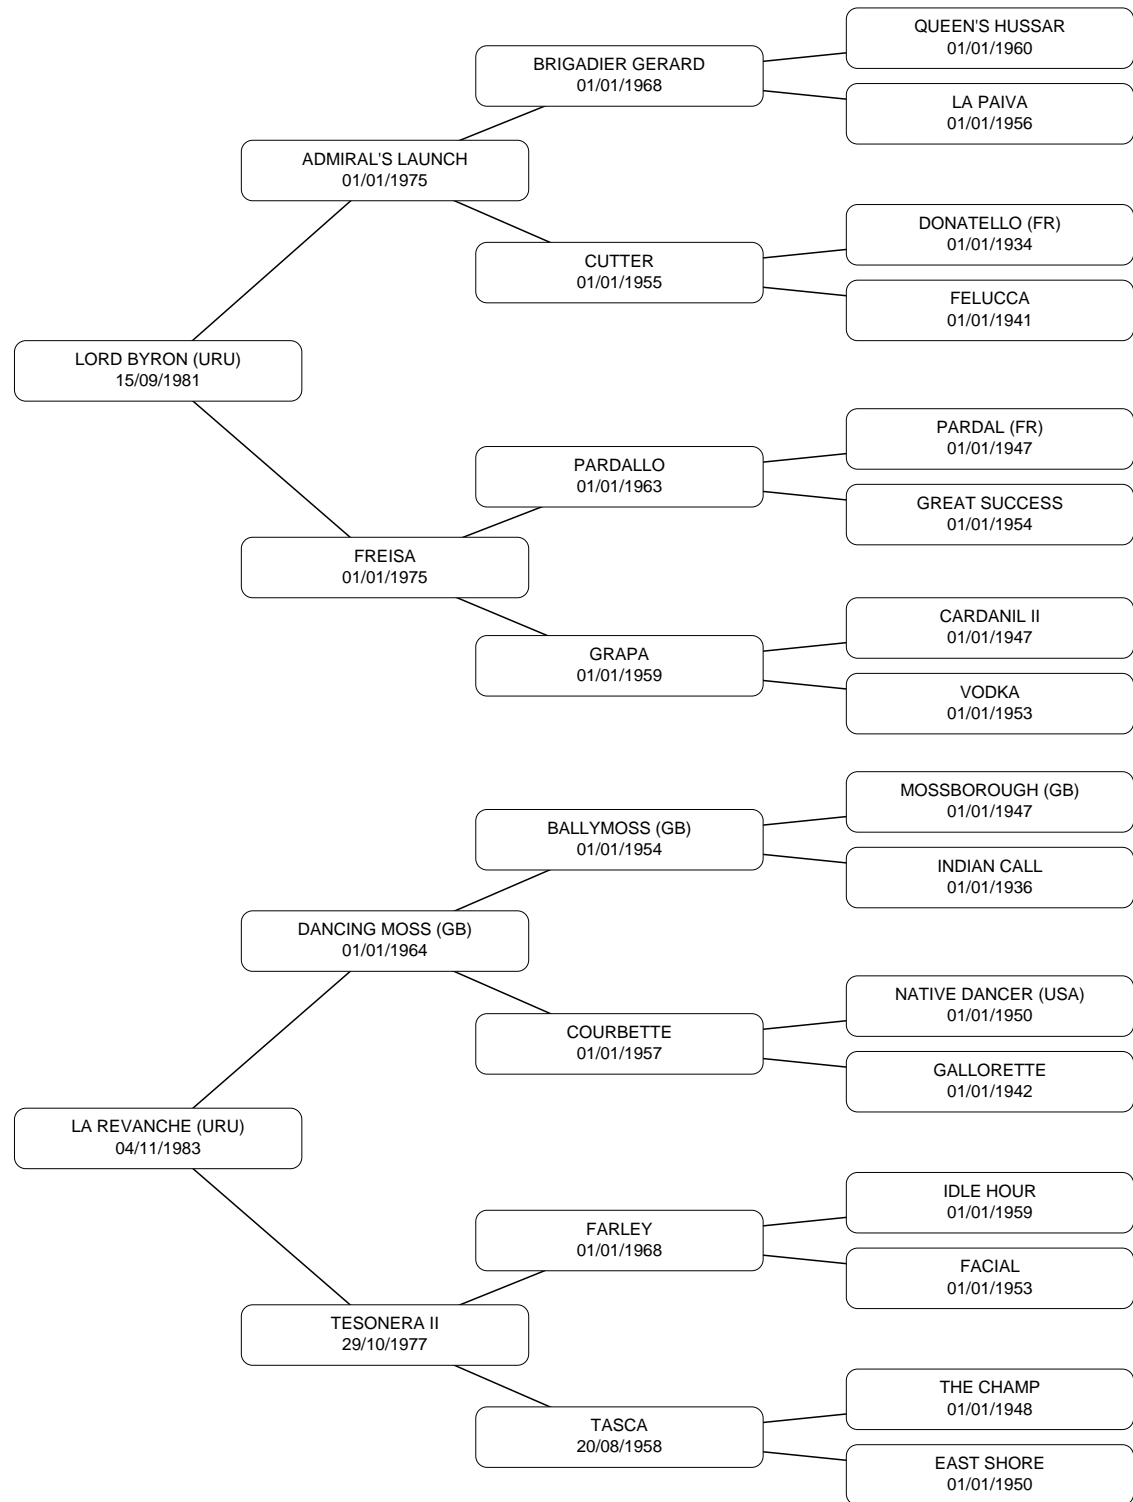 QUEEN'S HUSSAR
01/01/1960
BRIGADIER GERARD
01/01/1968
LA PAIVA
01/01/1956
ADMIRAL'S LAUNCH
01/01/1975
DONATELLO (FR)
01/01/1934
CUTTER
01/01/1955
FELUCCA
01/01/1941
LORD BYRON (URU)
15/09/1981
PARDAL (FR)
01/01/1947
PARDALLO
01/01/1963
GREAT SUCCESS
01/01/1954
FREISA
01/01/1975
CARDANIL II
01/01/1947
GRAPA
01/01/1959
VODKA
01/01/1953
MOSSBOROUGH (GB)
01/01/1947
BALLYMOSS (GB)
01/01/1954
INDIAN CALL
01/01/1936
DANCING MOSS (GB)
01/01/1964
NATIVE DANCER (USA)
01/01/1950
COURBETTE
01/01/1957
GALLORETTE
01/01/1942
LA REVANCHE (URU)
04/11/1983
IDLE HOUR
01/01/1959
FARLEY
01/01/1968
FACIAL
01/01/1953
TESONERA II
29/10/1977
THE CHAMP
01/01/1948
TASCA
20/08/1958
EAST SHORE
01/01/1950